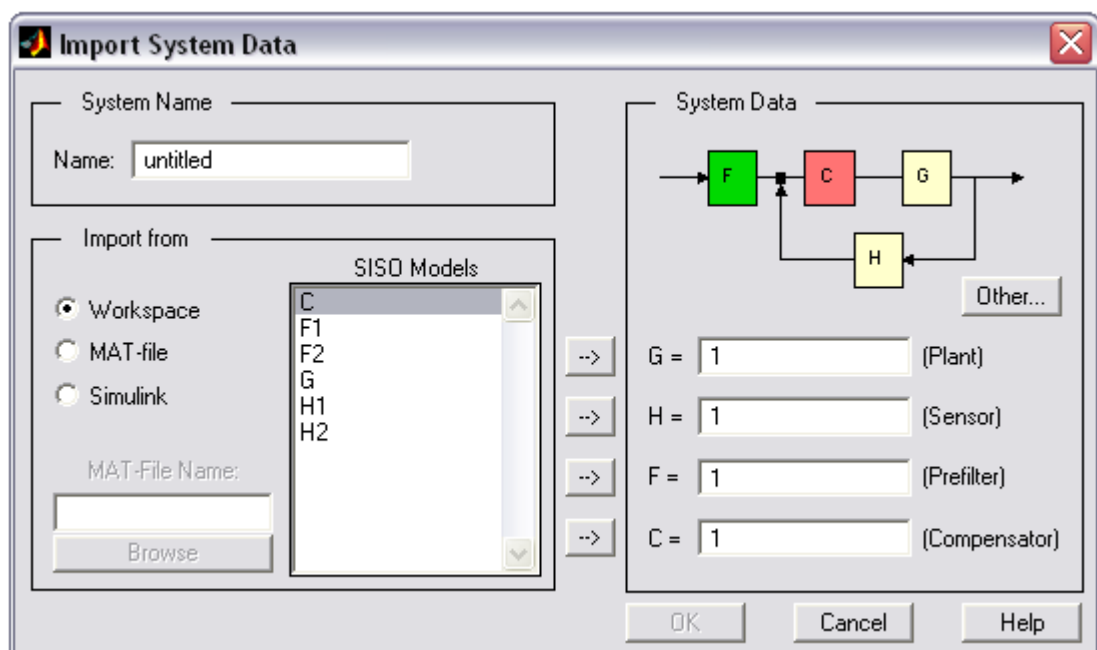 Import System Data
System Name
Name: untitled
Import from
Workspace
MAT-file
Simulink
MAT-File Name:
Browse
SISO Models
C
F1
F2
G
H1
H2
-->
-->
-->
-->
System Data
F
C
G
H
Other...
G = 1 (Plant)
H = 1 (Sensor)
F = 1 (Prefilter)
C = 1 (Compensator)
OK
Cancel
Help